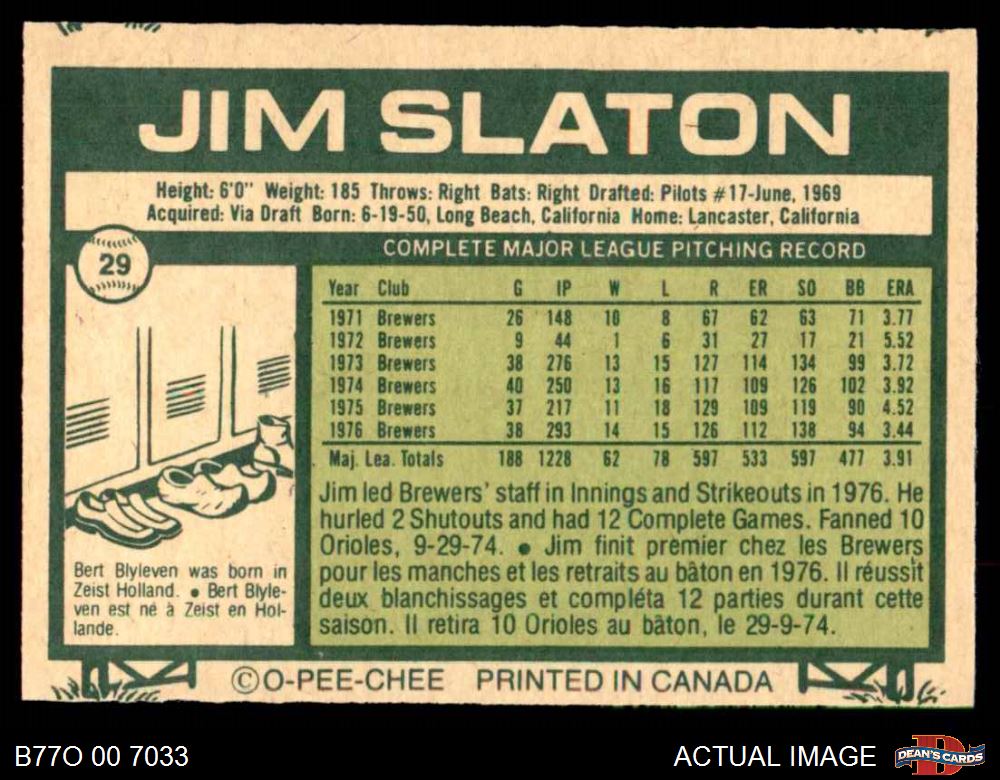 JIM SLATON
Height: 6'0" Weight: 185 Throws: Right Bats: Right Drafted: Pilots #17-June, 1969
Acquired: Via Draft Born: 6-19-50, Long Beach, California Home: Lancaster, California
29
COMPLETE MAJOR LEAGUE PITCHING RECORD
Year Club G IP W L R ER SO BB ERA
1971 Brewers 26 148 10 8 67 62 63 71 3.77
1972 Brewers 9 44 1 6 31 27 17 21 5.52
1973 Brewers 38 276 13 15 127 114 134 99 3.72
1974 Brewers 40 250 13 16 117 109 126 102 3.92
1975 Brewers 37 217 11 18 129 109 119 90 4.52
1976 Brewers 38 293 14 15 126 112 138 94 3.44
Maj. Lea. Totals 188 1228 62 78 597 533 597 477 3.91
Jim led Brewers' staff in Innings and Strikeouts in 1976. He
hurled 2 Shutouts and had 12 Complete Games. Fanned 10
Orioles, 9-29-74. ● Jim finit premier chez les Brewers
pour les manches et les retraits au bâton en 1976. Il réussit
deux blanchissages et compléta 12 parties durant cette
saison. Il retira 10 Orioles au bâton, le 29-9-74.
Bert Blyleven was born in
Zeist Holland. ● Bert Blyle-
ven est né à Zeist en Hol-
lande.
©O-PEE-CHEE PRINTED IN CANADA
B77O 00 7033
ACTUAL IMAGE
DEAN'S CARDS